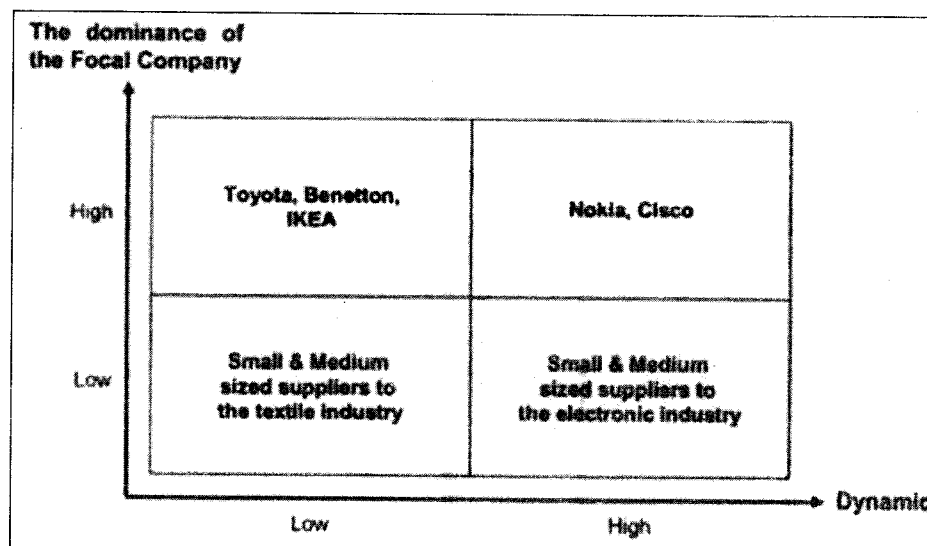 The dominance of
the Focal Company
High
Toyota, Benetton,
IKEA
Nokia, Cisco
Low
Small & Medium
sized suppliers to
the textile industry
Small & Medium
sized suppliers to
the electronic industry
Dynamic
Low
High